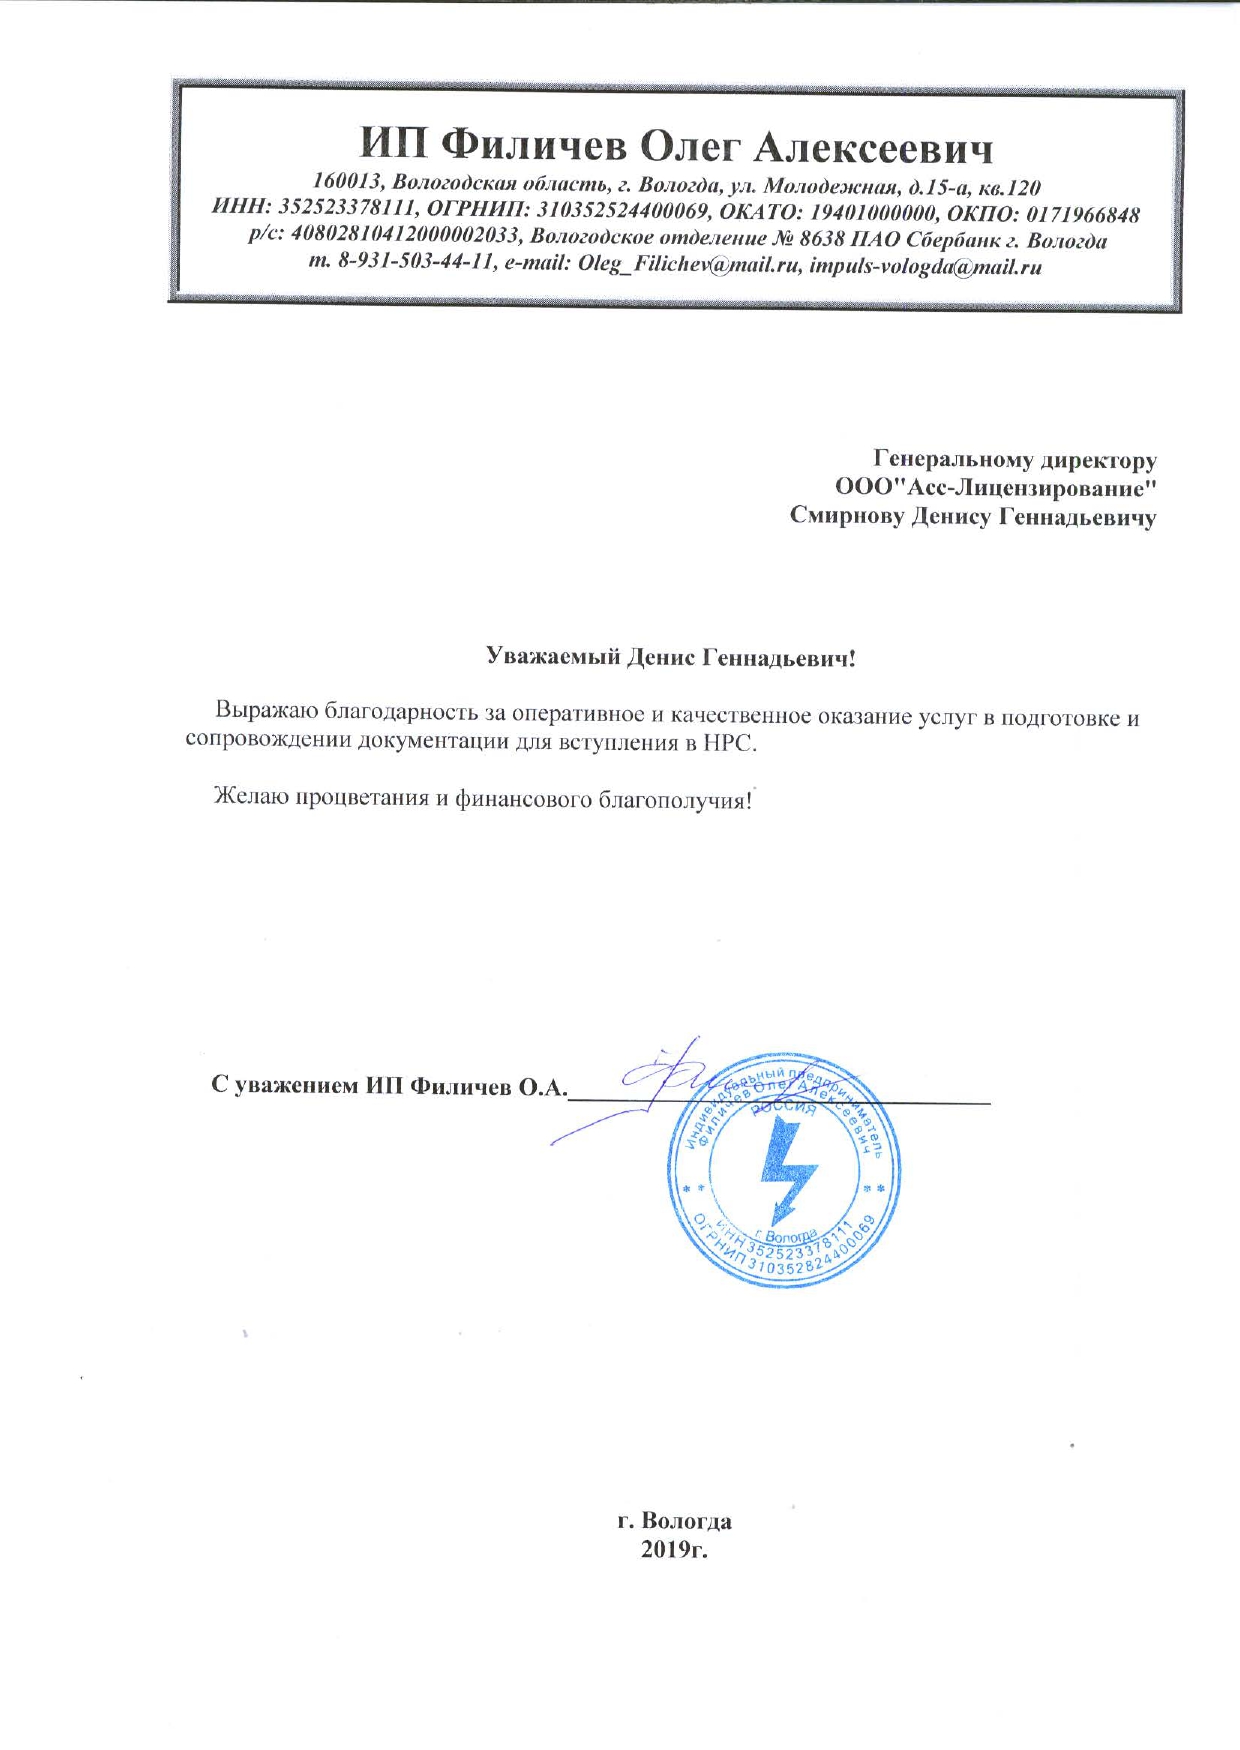 ИП Филичев Олег Алексеевич
160013, Вологодская область, г. Вологда, ул. Молодежная, д.15-а, кв.120
ИНН: 352523378111, ОГРНИП: 310352524400069, ОКАТО: 19401000000, ОКПО: 0171966848
р/с: 40802810412000002033, Вологодское отделение № 8638 ПАО Сбербанк г. Вологда
т. 8-931-503-44-11, e-mail: Oleg_Filichev@mail.ru, impuls-vologda@mail.ru
Генеральному директору
ООО"Асс-Лицензирование"
Смирнову Денису Геннадьевичу
Уважаемый Денис Геннадьевич!
Выражаю благодарность за оперативное и качественное оказание услуг в подготовке и
сопровождении документации для вступления в НРС.
Желаю процветания и финансового благополучия!
С уважением ИП Филичев О.А.
Индивидуальный предприниматель
Филичев Олег Алексеевич
РОССИЯ
г. Вологда
ИНН 352523378111
ОГРНИП 310352824400069
г. Вологда
2019г.